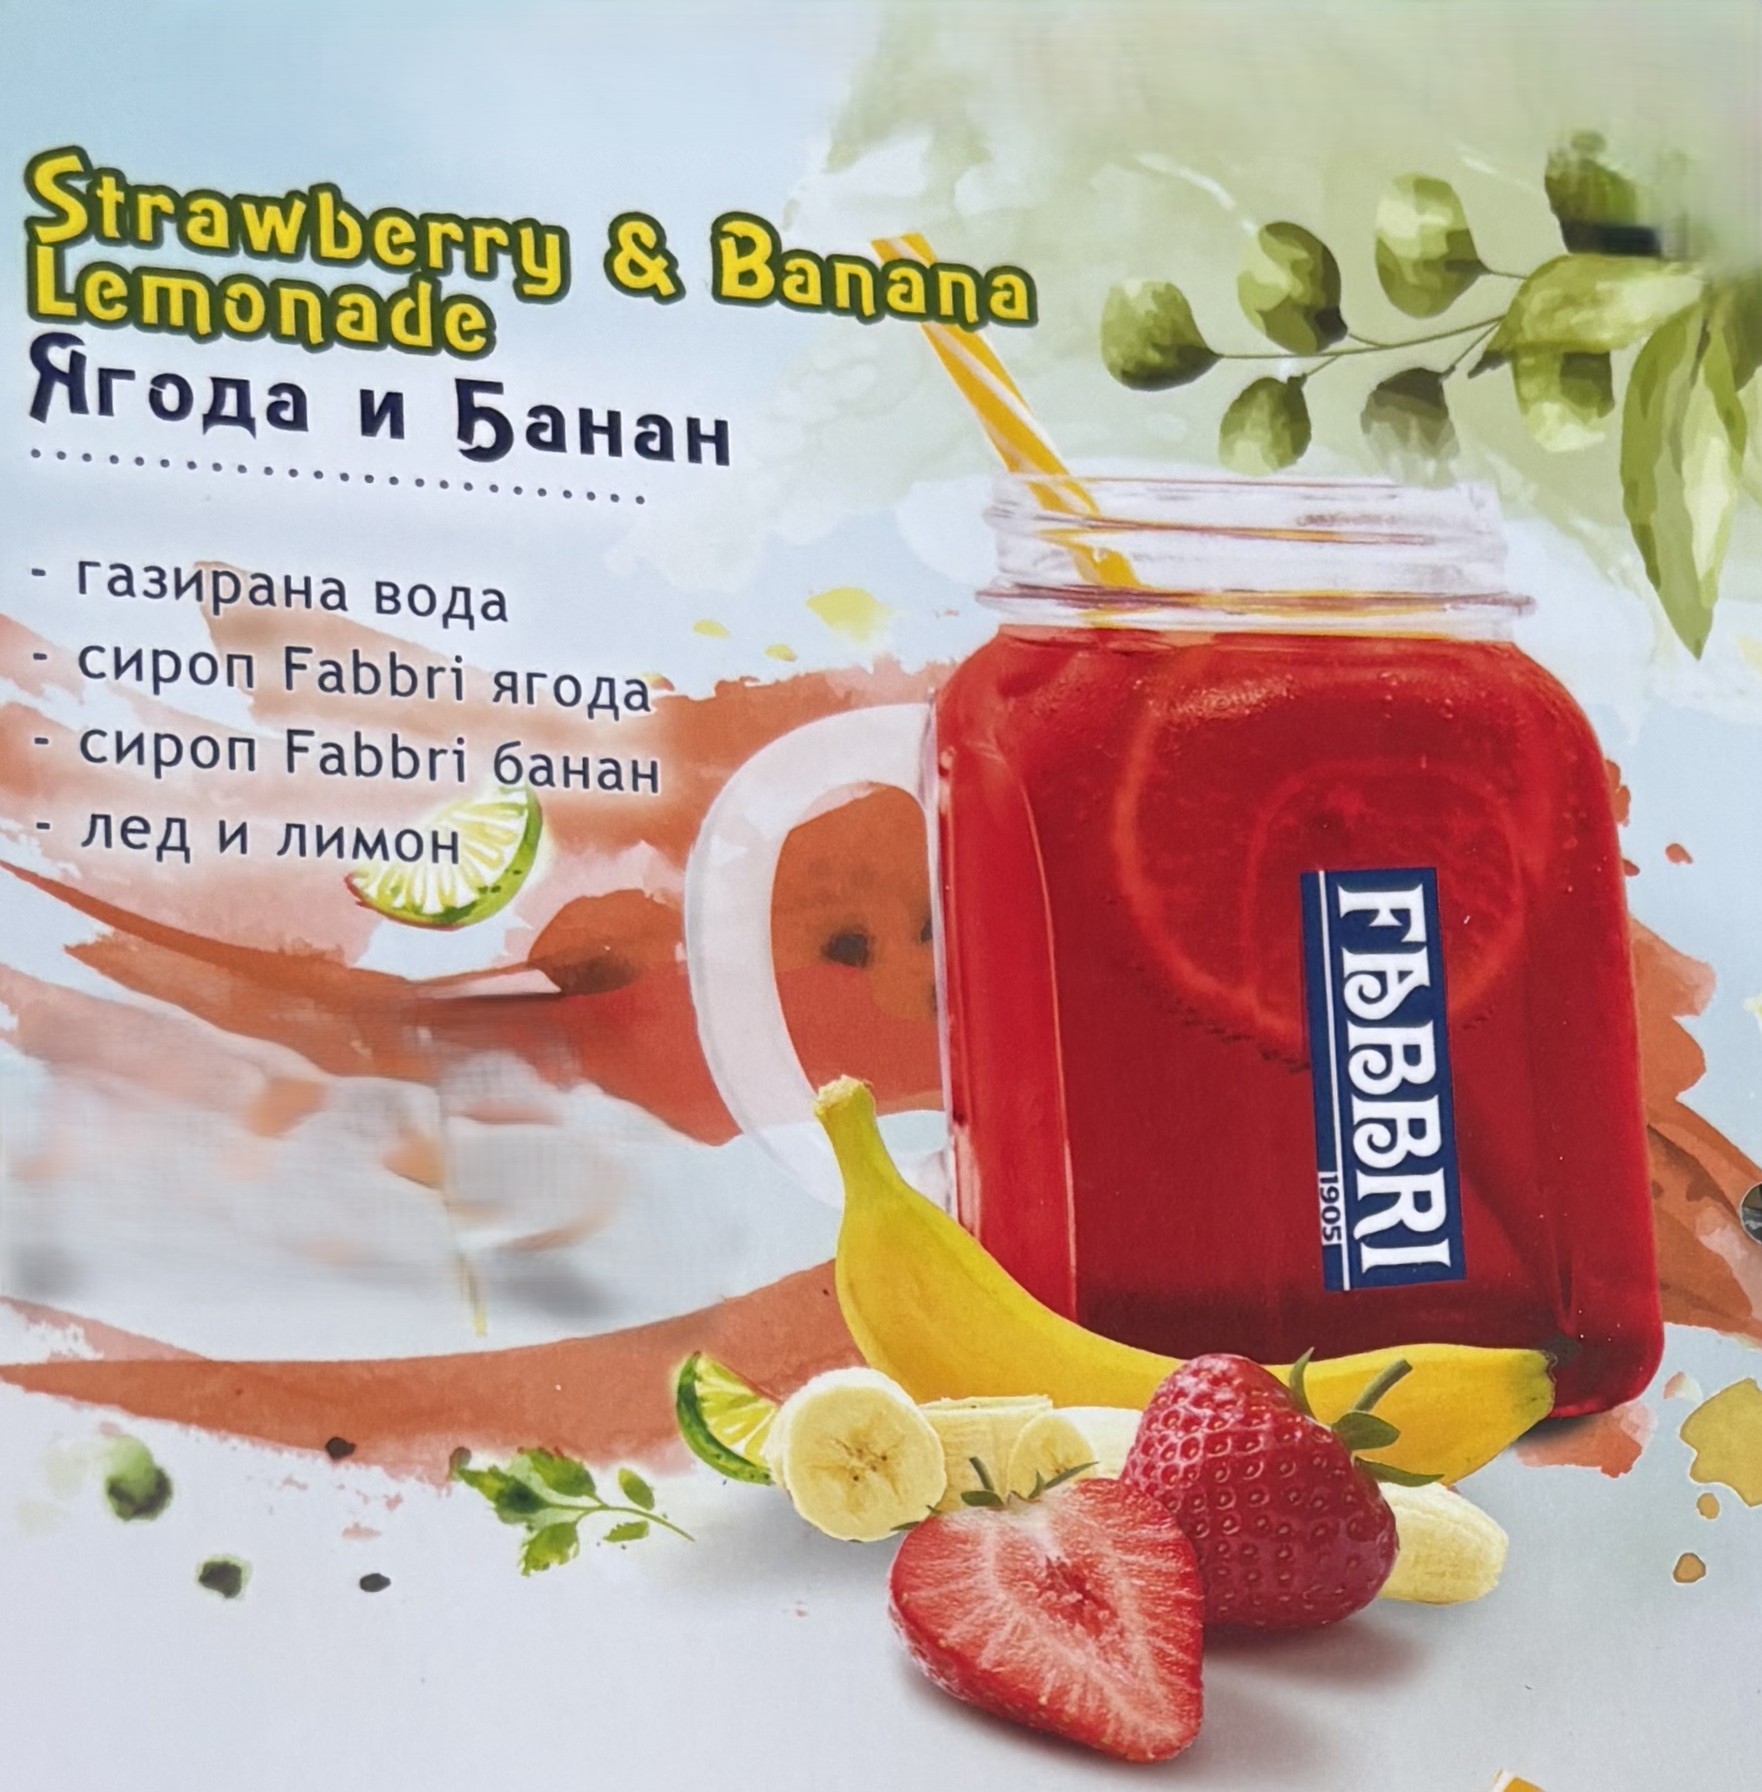 Strawberry & Banana
Lemonade
Ягода и Банан
- газирана вода
- сироп Fabbri ягода
- сироп Fabbri банан
- лед и лимон
FABBRI
1905